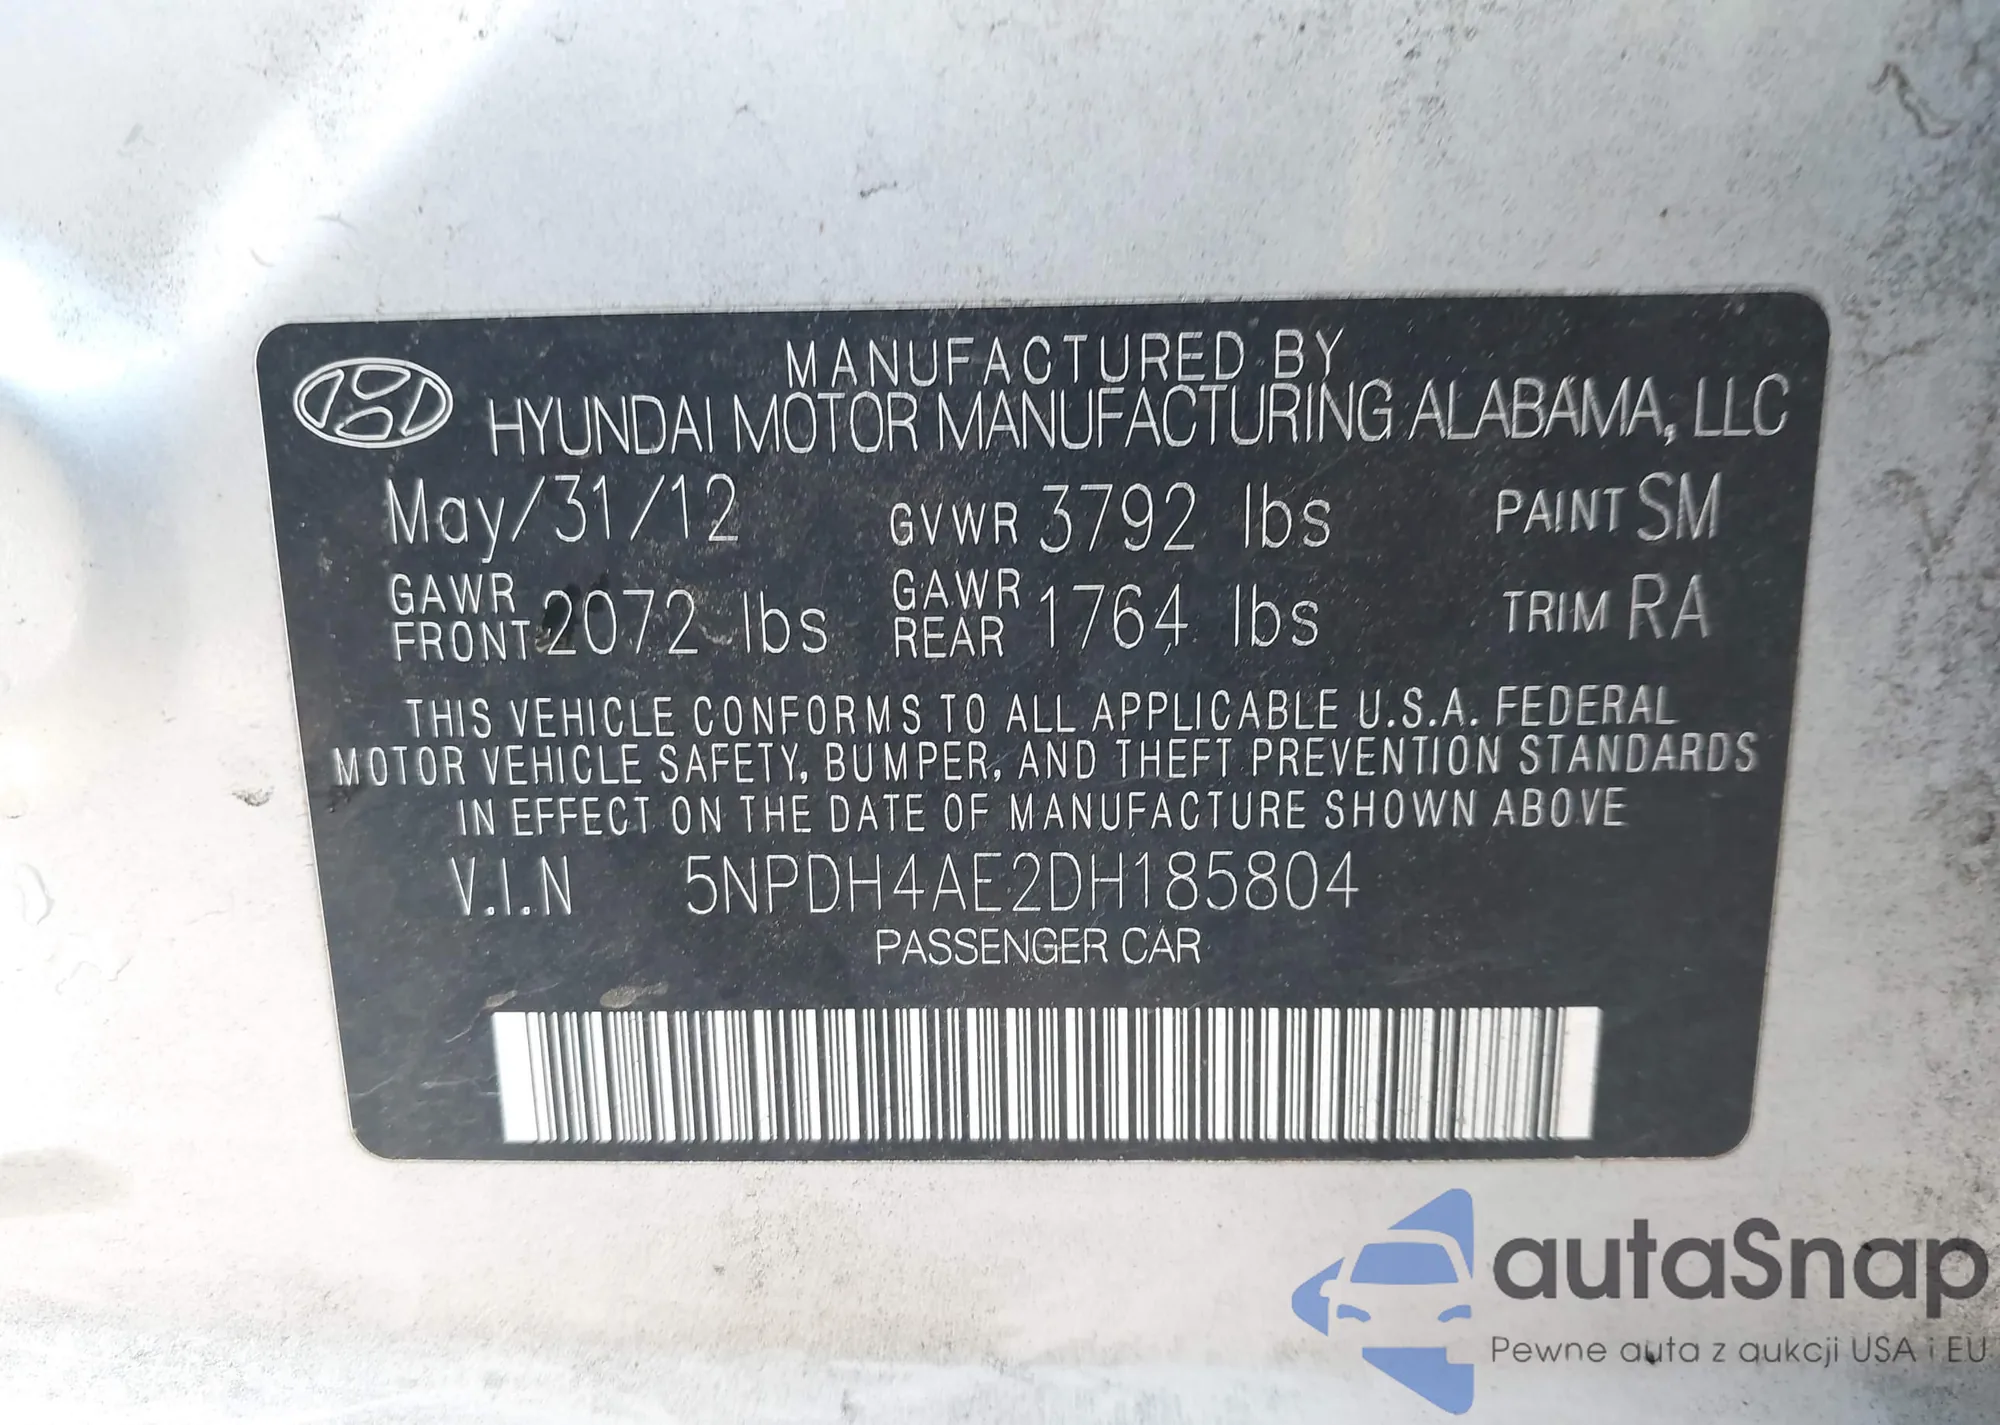 MANUFACTURED BY
HYUNDAI MOTOR MANUFACTURING ALABAMA, LLC
May/31/12 GVWR 3792 lbs PAINT SM
GAWR FRONT 2072 lbs GAWR REAR 1764 lbs TRIM RA
THIS VEHICLE CONFORMS TO ALL APPLICABLE U.S.A. FEDERAL
MOTOR VEHICLE SAFETY, BUMPER, AND THEFT PREVENTION STANDARDS
IN EFFECT ON THE DATE OF MANUFACTURE SHOWN ABOVE
V.I.N 5NPDH4AE2DH185804
PASSENGER CAR
autaSnap
Pewne auta z aukcji USA i EU